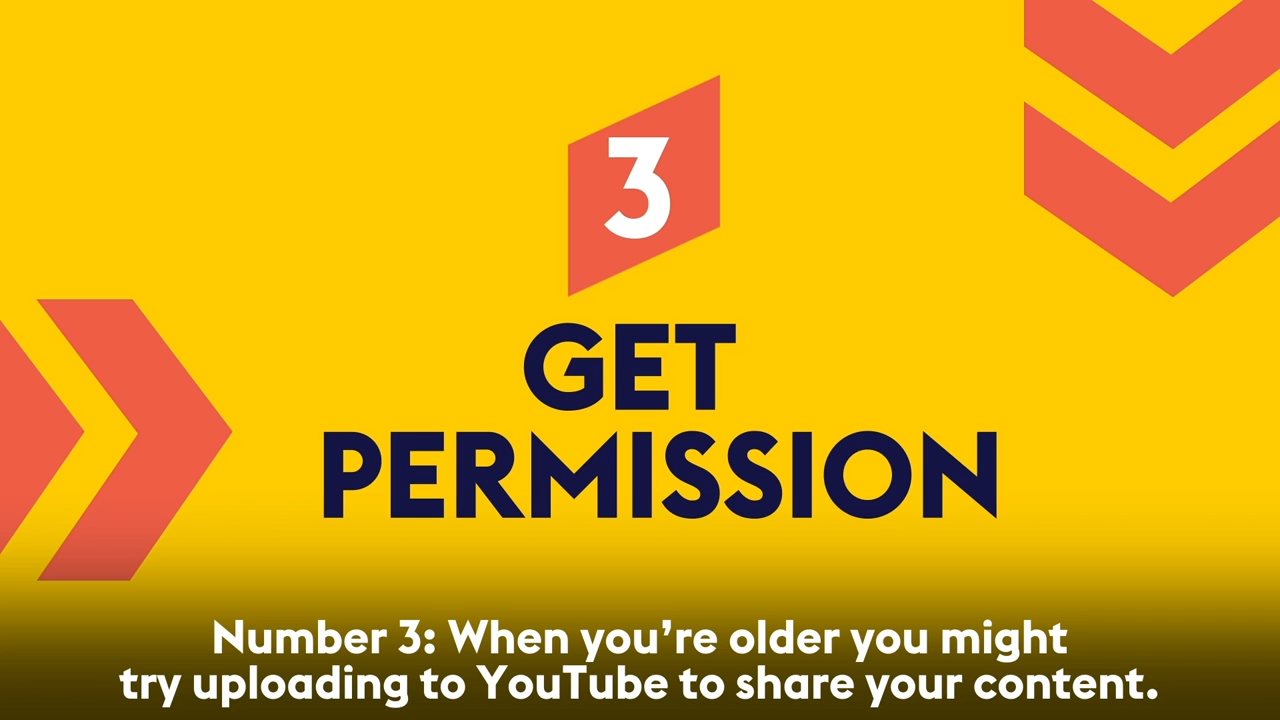 3
GET
PERMISSION
Number 3: When you’re older you might
try uploading to YouTube to share your content.